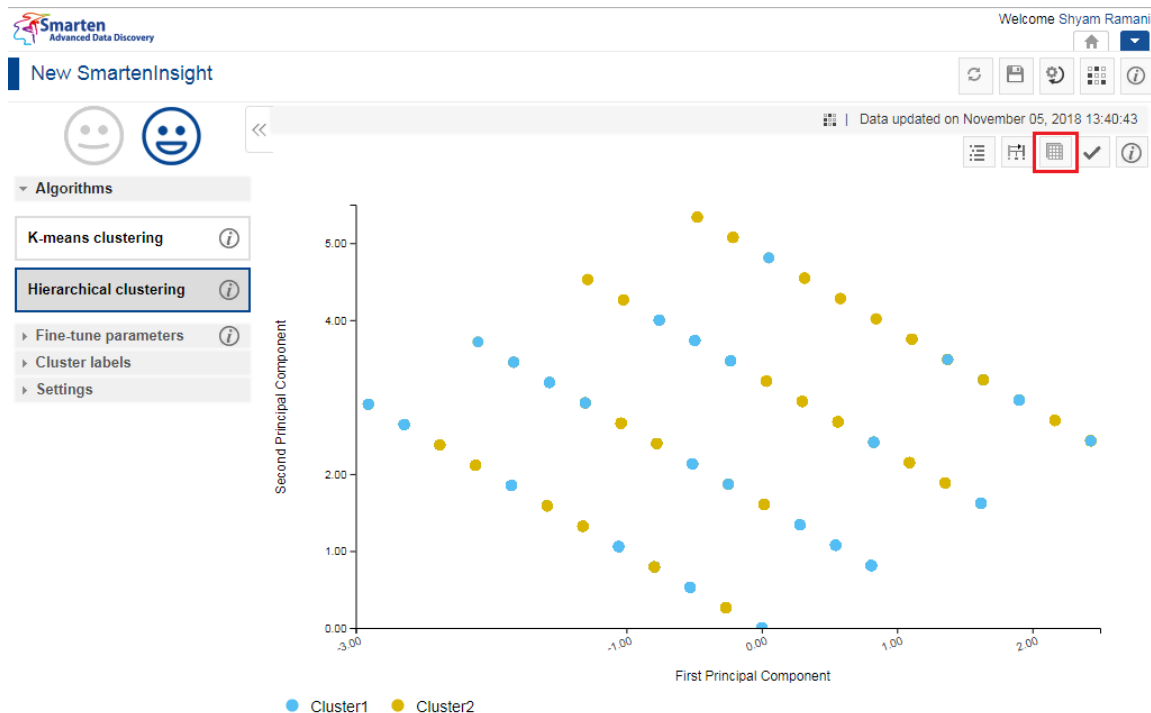 Smarten
Advanced Data Discovery
Welcome Shyam Ramani
New SmartenInsight
| Data updated on November 05, 2018 13:40:43
Algorithms
K-means clustering
Hierarchical clustering
Fine-tune parameters
Cluster labels
Settings
5.00
4.00
2.00
1.00
0.00
Second Principal Component
-3.00
-1.00
0.00
1.00
2.00
First Principal Component
Cluster1
Cluster2